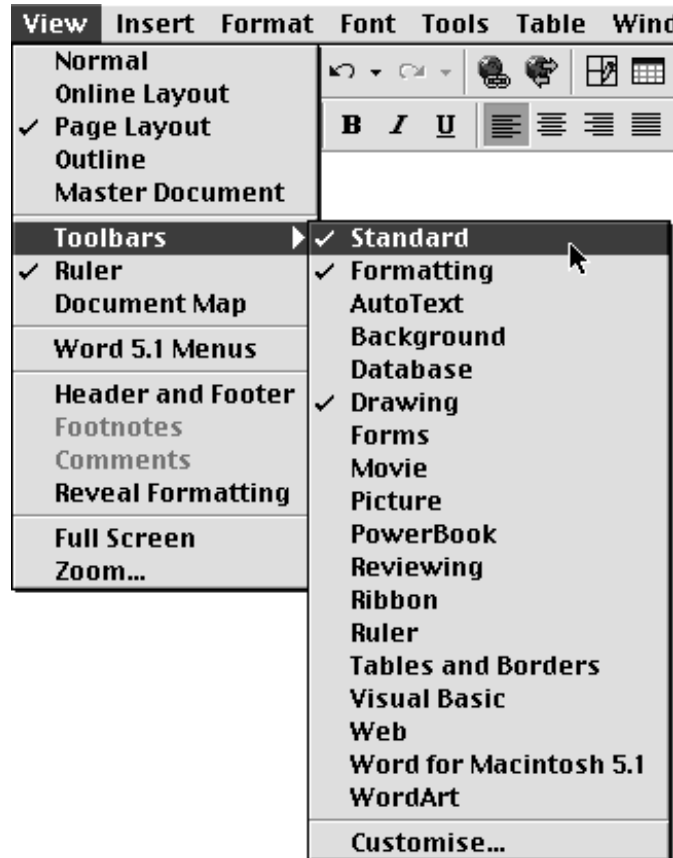 View Insert Format Font Tools Table Wind
Normal
Online Layout
Page Layout
Outline
Master Document
B I U
Toolbars
Ruler
Document Map
Word 5.1 Menus
Header and Footer
Footnotes
Comments
Reveal Formatting
Full Screen
Zoom...
Standard
Formatting
AutoText
Background
Database
Drawing
Forms
Movie
Picture
PowerBook
Reviewing
Ribbon
Ruler
Tables and Borders
Visual Basic
Web
Word for Macintosh 5.1
WordArt
Customise...